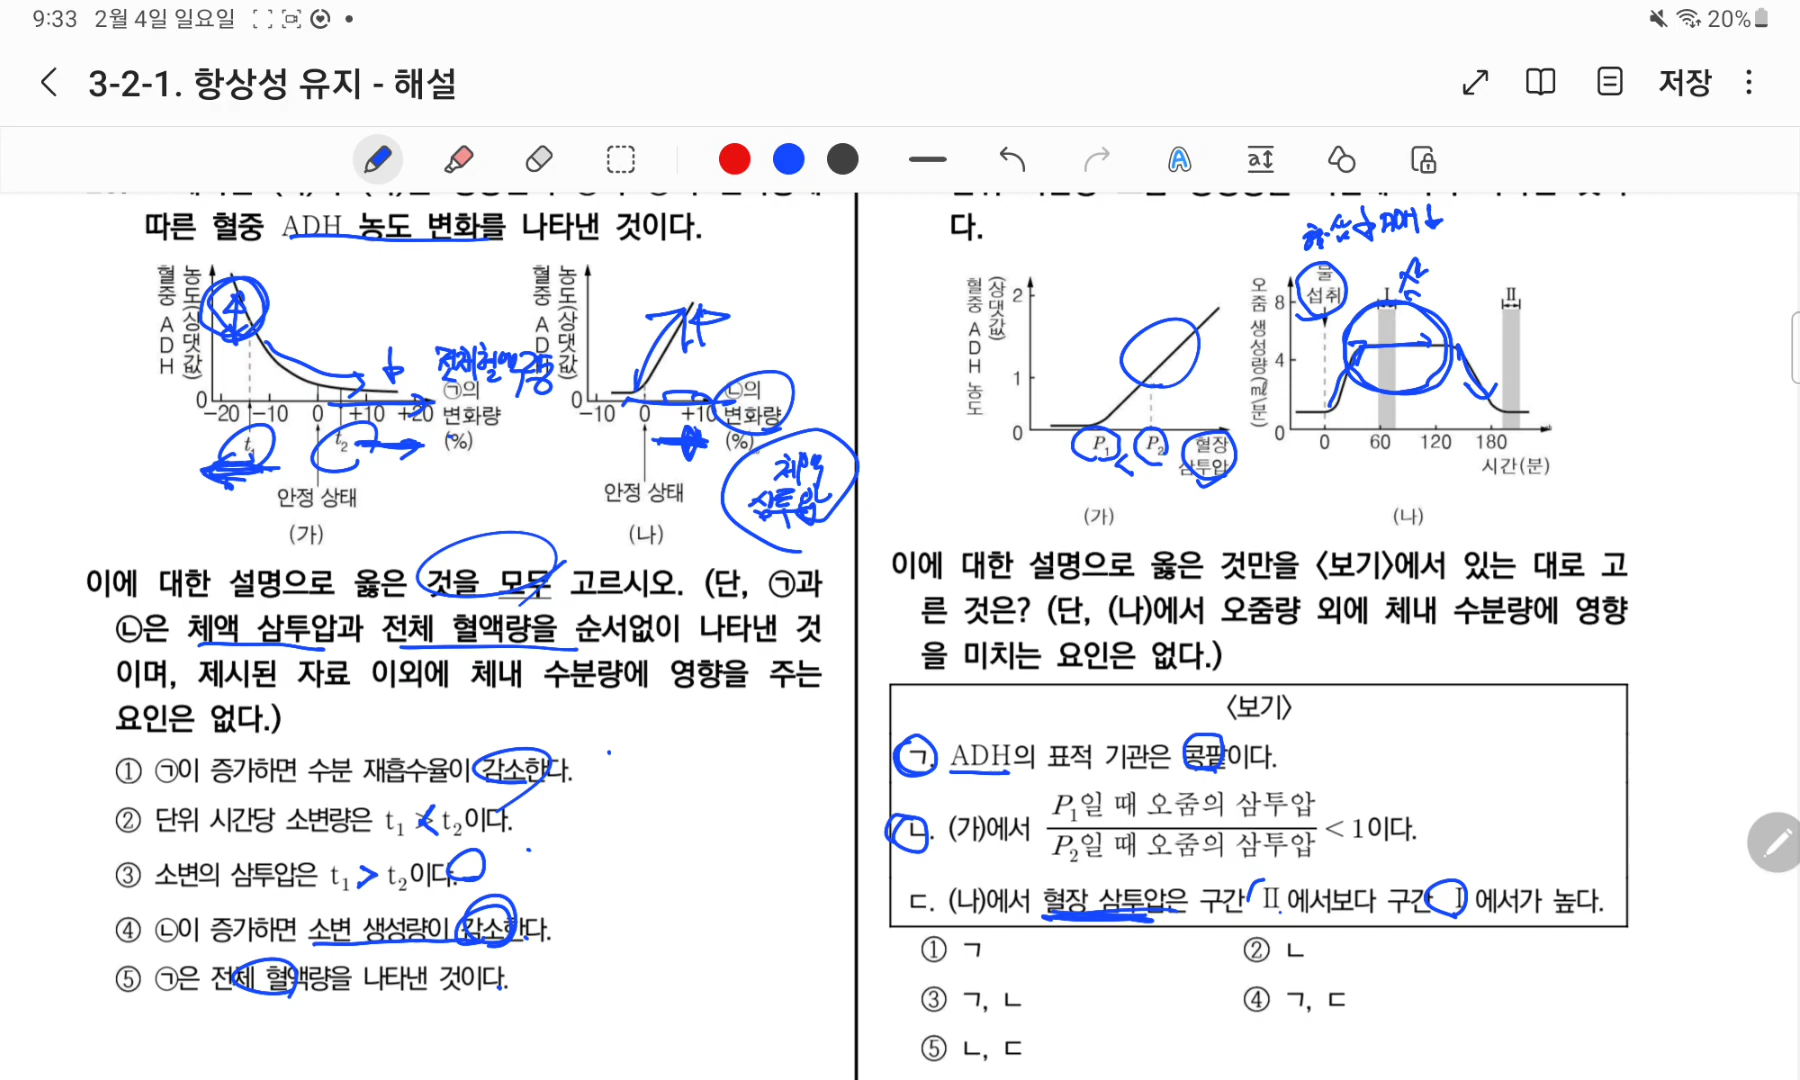 9:33 2월 4일 일요일
20%
3-2-1. 항상성 유지 - 해설
저장
따른 혈중 ADH 농도 변화를 나타낸 것이다.
혈중 ADH 농도(상댓값)
0
-20 -10 0 +10 +20
㉠의 변화량 (%)
t₁ t₂
안정 상태
(가)
전체혈액량
혈중 ADH 농도(상댓값)
0
-10 0 +10
㉡의 변화량 (%)
안정 상태
(나)
체액 삼투압
이에 대한 설명으로 옳은 것을 모두 고르시오. (단, ㉠과
㉡은 체액 삼투압과 전체 혈액량을 순서없이 나타낸 것
이며, 제시된 자료 이외에 체내 수분량에 영향을 주는
요인은 없다.)
① ㉠이 증가하면 수분 재흡수율이 감소한다.
② 단위 시간당 소변량은 t₁ > t₂이다.
③ 소변의 삼투압은 t₁ > t₂이다.
④ ㉡이 증가하면 소변 생성량이 감소한다.
⑤ ㉠은 전체 혈액량을 나타낸 것이다.
다.
혈·삼↓ ADH↓
혈중 ADH 농도 (상댓값)
2
1
0
P₁ < P₂ 혈장 삼투압
(가)
오줌 생성량(㎖/분)
물 섭취
Ⅰ Ⅱ
8
4
0
0 60 120 180
시간(분)
(나)
이에 대한 설명으로 옳은 것만을 〈보기〉에서 있는 대로 고
른 것은? (단, (나)에서 오줌량 외에 체내 수분량에 영향
을 미치는 요인은 없다.)
〈보기〉
ㄱ. ADH의 표적 기관은 콩팥이다.
ㄴ. (가)에서 P₁일 때 오줌의 삼투압 / P₂일 때 오줌의 삼투압 < 1이다.
ㄷ. (나)에서 혈장 삼투압은 구간 Ⅱ에서보다 구간 Ⅰ에서가 높다.
① ㄱ ② ㄴ
③ ㄱ, ㄴ ④ ㄱ, ㄷ
⑤ ㄴ, ㄷ